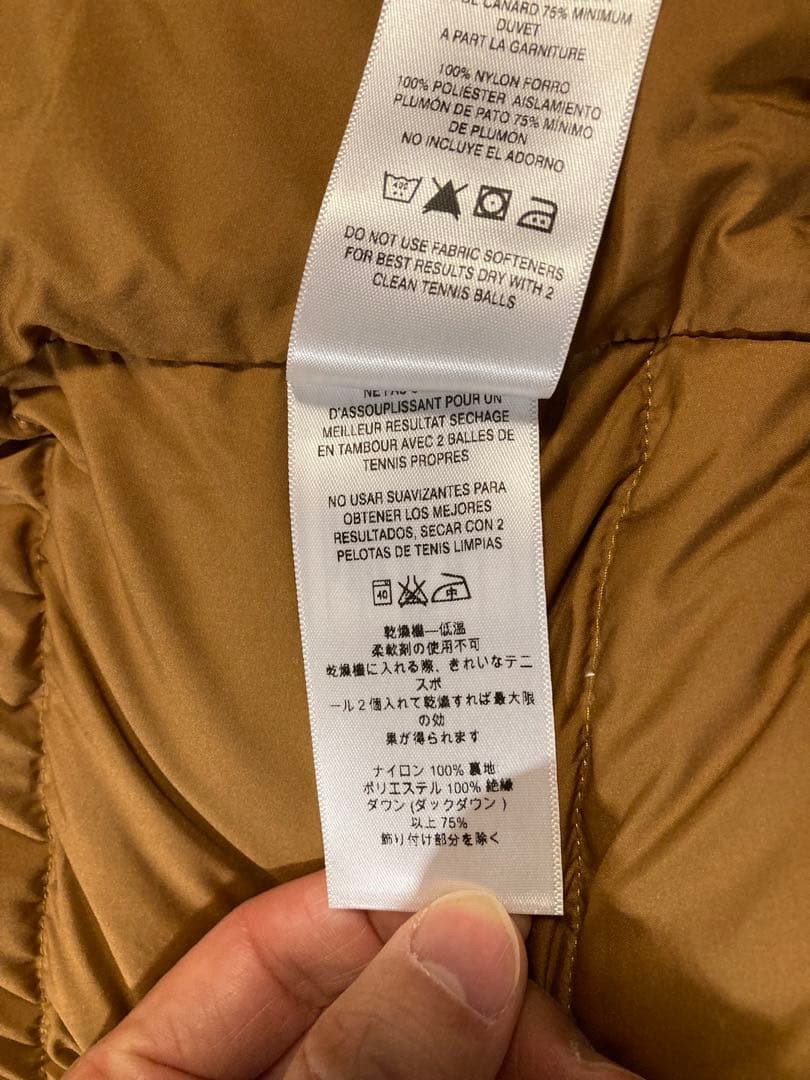 CANARD 75% MINIMUM
DUVET
A PART LA GARNITURE
100% NYLON FORRO
100% POLIESTER AISLAMIENTO
PLUMÓN DE PATO 75% MÍNIMO
DE PLUMON
NO INCLUYE EL ADORNO
40C
DO NOT USE FABRIC SOFTENERS
FOR BEST RESULTS DRY WITH 2
CLEAN TENNIS BALLS
D'ASSOUPLISSANT POUR UN
MEILLEUR RESULTAT SECHAGE
EN TAMBOUR AVEC 2 BALLES DE
TENNIS PROPRES
NO USAR SUAVIZANTES PARA
OBTENER LOS MEJORES
RESULTADOS, SECAR CON 2
PELOTAS DE TENIS LIMPIAS
40 中
乾燥機—低温
柔軟剤の使用不可
乾燥機に入れる際、きれいなテニ
スボ
ール2個入れて乾燥すれば最大限
の効
果が得られます
ナイロン 100% 裏地
ポリエステル 100% 絶縁
ダウン (ダックダウン )
以上 75%
飾り付け部分を除く